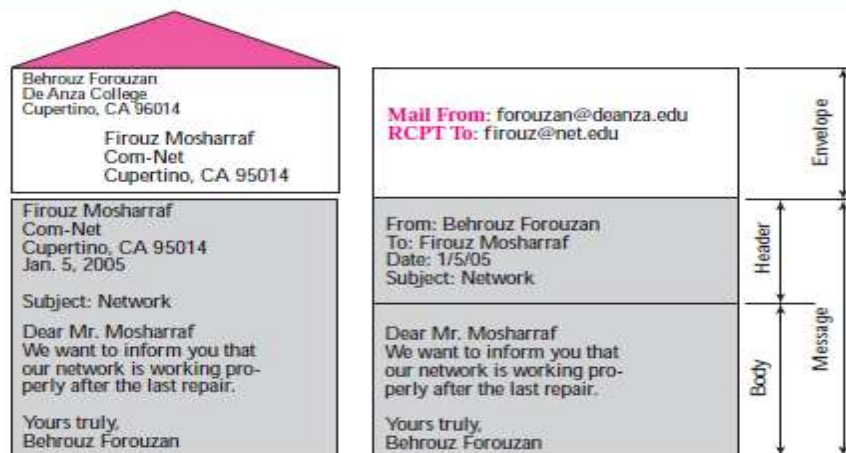 Behrouz Forouzan
De Anza College
Cupertino, CA 96014
Firouz Mosharraf
Com-Net
Cupertino, CA 95014
Firouz Mosharraf
Com-Net
Cupertino, CA 95014
Jan. 5, 2005
Subject: Network
Dear Mr. Mosharraf
We want to inform you that
our network is working pro-
perly after the last repair.
Yours truly,
Behrouz Forouzan
Mail From: forouzan@deanza.edu
RCPT To: firouz@net.edu
From: Behrouz Forouzan
To: Firouz Mosharraf
Date: 1/5/05
Subject: Network
Dear Mr. Mosharraf
We want to inform you that
our network is working pro-
perly after the last repair.
Yours truly,
Behrouz Forouzan
Envelope
Header
Body
Message